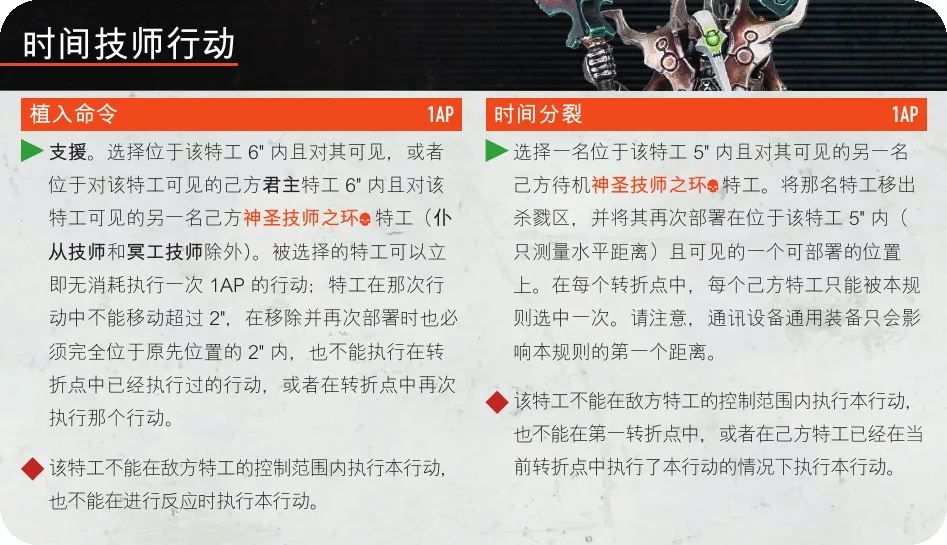 时间技师行动
植入命令 1AP
支援。选择位于该特工 6" 内且对其可见，或者
位于对该特工可见的己方君主特工 6" 内且对该
特工可见的另一名己方神圣技师之环特工（仆
从技师和冥工技师除外）。被选择的特工可以立
即无消耗执行一次 1AP 的行动；特工在那次行
动中不能移动超过 2"，在移除并再次部署时也必
须完全位于原先位置的 2" 内，也不能执行在转
折点中已经执行过的行动，或者在转折点中再次
执行那个行动。
该特工不能在敌方特工的控制范围内执行本行动，
也不能在进行反应时执行本行动。
时间分裂 1AP
选择一名位于该特工 5" 内且对其可见的另一名
己方待机神圣技师之环特工。将那名特工移出
杀戮区，并将其再次部署在位于该特工 5" 内（
只测量水平距离）且可见的一个可部署的位置
上。在每个转折点中，每个己方特工只能被本规
则选中一次。请注意，通讯设备通用装备只会影
响本规则的第一个距离。
该特工不能在敌方特工的控制范围内执行本行动，
也不能在第一转折点中，或者在己方特工已经在当
前转折点中执行了本行动的情况下执行本行动。